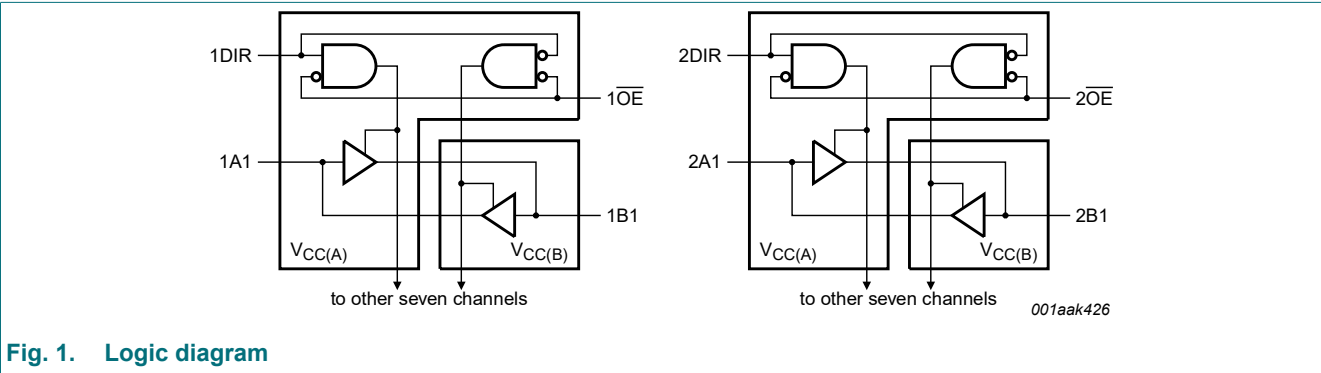 1DIR
1OE
1A1
1B1
VCC(A)
VCC(B)
to other seven channels
2DIR
2OE
2A1
2B1
VCC(A)
VCC(B)
to other seven channels
001aak426
Fig. 1. Logic diagram